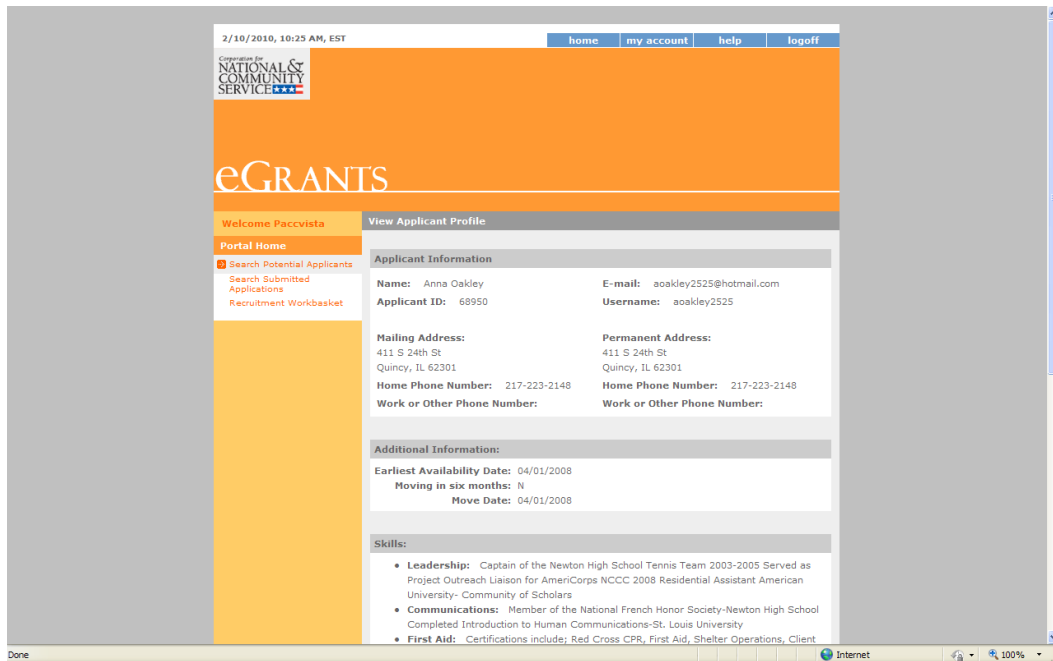 2/10/2010, 10:25 AM, EST
home my account help logoff
Corporation for
NATIONAL &
COMMUNITY
SERVICE
eGRANTS
Welcome Paccvista
View Applicant Profile
Portal Home
Search Potential Applicants
Search Submitted
Applications
Recruitment Workbasket
Applicant Information
Name: Anna Oakley E-mail: aoakley2525@hotmail.com
Applicant ID: 68950 Username: aoakley2525
Mailing Address: Permanent Address:
411 S 24th St 411 S 24th St
Quincy, IL 62301 Quincy, IL 62301
Home Phone Number: 217-223-2148 Home Phone Number: 217-223-2148
Work or Other Phone Number: Work or Other Phone Number:
Additional Information:
Earliest Availability Date: 04/01/2008
Moving in six months: N
Move Date: 04/01/2008
Skills:
• Leadership: Captain of the Newton High School Tennis Team 2003-2005 Served as
Project Outreach Liaison for AmeriCorps NCCC 2008 Residential Assistant American
University- Community of Scholars
• Communications: Member of the National French Honor Society-Newton High School
Completed Introduction to Human Communications-St. Louis University
• First Aid: Certifications include; Red Cross CPR, First Aid, Shelter Operations, Client
Done Internet 100%